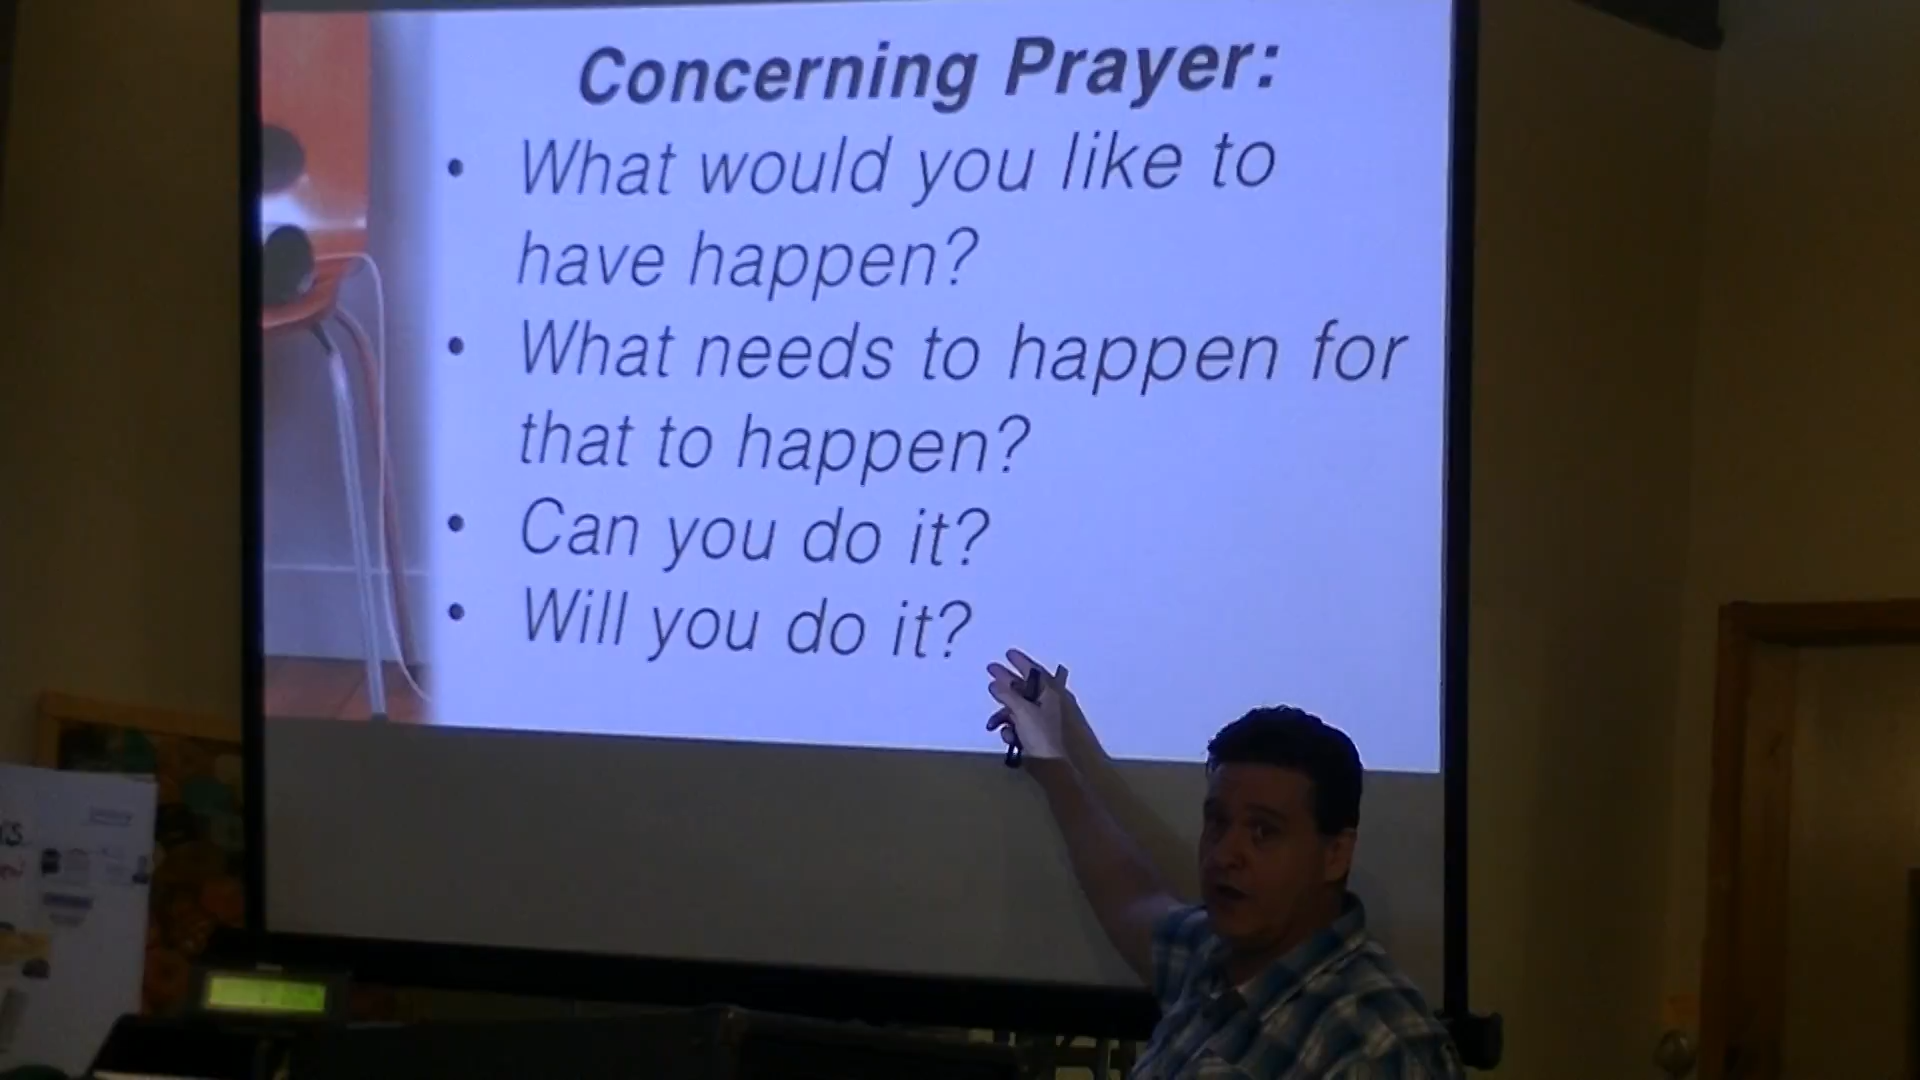 Concerning Prayer:
• What would you like to
have happen?
• What needs to happen for
that to happen?
• Can you do it?
• Will you do it?